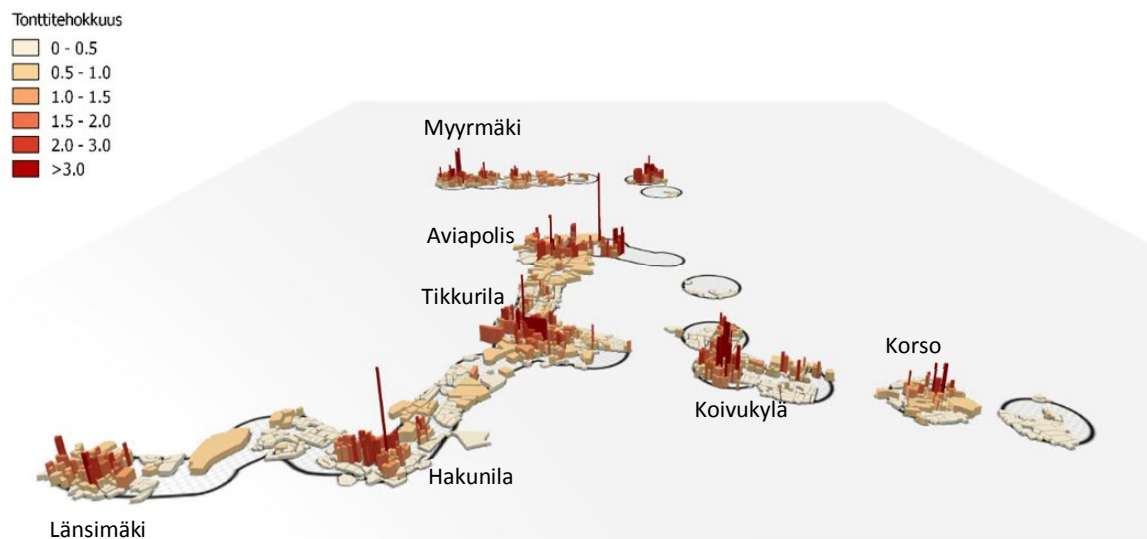 Tonttitehokkuus
0 - 0.5
0.5 - 1.0
1.0 - 1.5
1.5 - 2.0
2.0 - 3.0
>3.0
Myyrmäki
Aviapolis
Tikkurila
Korso
Koivukylä
Hakunila
Länsimäki